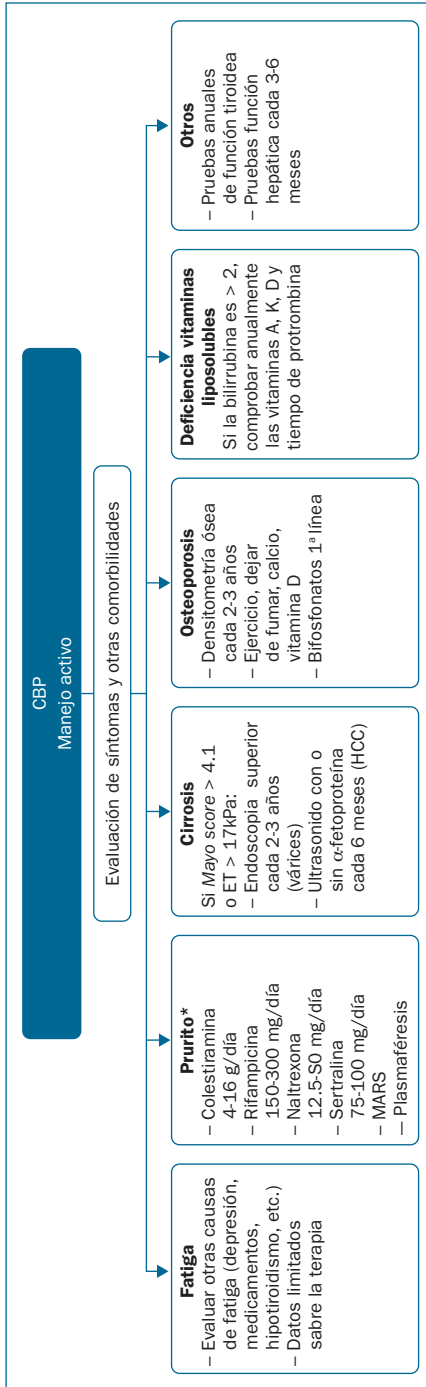 CBP
Manejo activo
Evaluación de síntomas y otras comorbilidades
Fatiga
– Evaluar otras causas
de fatiga (depresión,
medicamentos,
hipotiroidismo, etc.)
– Datos limitados
sabre la terapia
Prurito*
– Colestiramina
4-16 g/día
– Rifampicina
150-300 mg/día
– Naltrexona
12.5-S0 mg/día
– Sertralina
75-100 mg/día
– MARS
— Plasmaféresis
Cirrosis
Si Mayo score > 4.1
o ET > 17kPa:
– Endoscopia superior
cada 2-3 años
(várices)
– Ultrasonido con o
sin α-fetoproteína
cada 6 meses (HCC)
Osteoporosis
– Densitometría ósea
cada 2-3 años
– Ejercicio, dejar
de fumar, calcio,
vitamina D
– Bifosfonatos 1ª línea
Deficiencia vitaminas
liposolubles
Si la bilirrubina es > 2,
comprobar anualmente
las vitaminas A, K, D y
tiempo de protrombina
Otros
– Pruebas anuales
de función tiroidea
– Pruebas función
hepática cada 3-6
meses